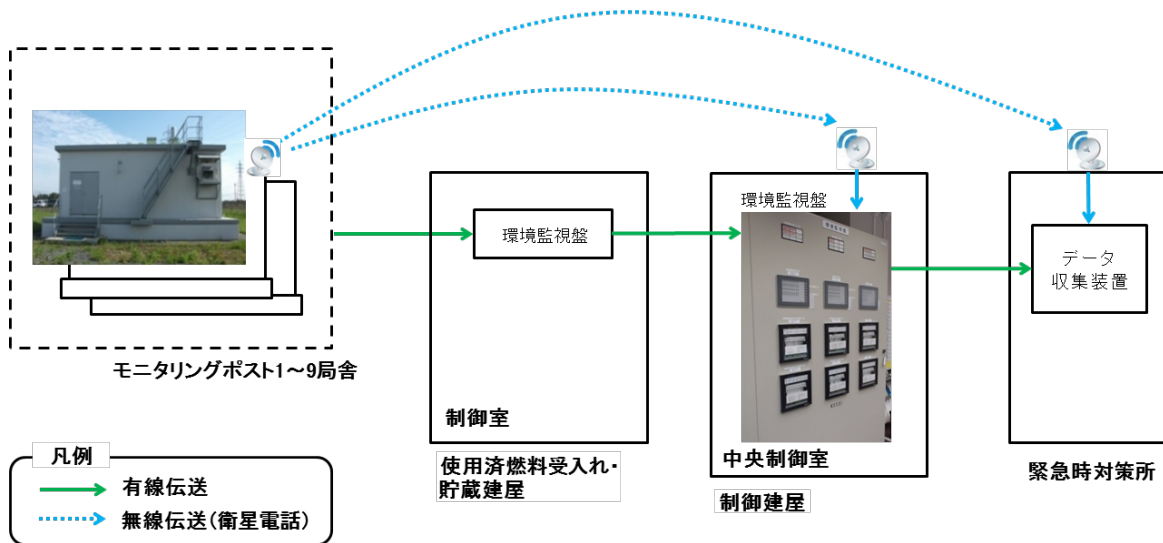 モニタリングポスト1～9局舎
環境監視盤
制御室
使用済燃料受入れ・
貯蔵建屋
環境監視盤
中央制御室
制御建屋
データ
収集装置
緊急時対策所
凡例
有線伝送
無線伝送(衛星電話)